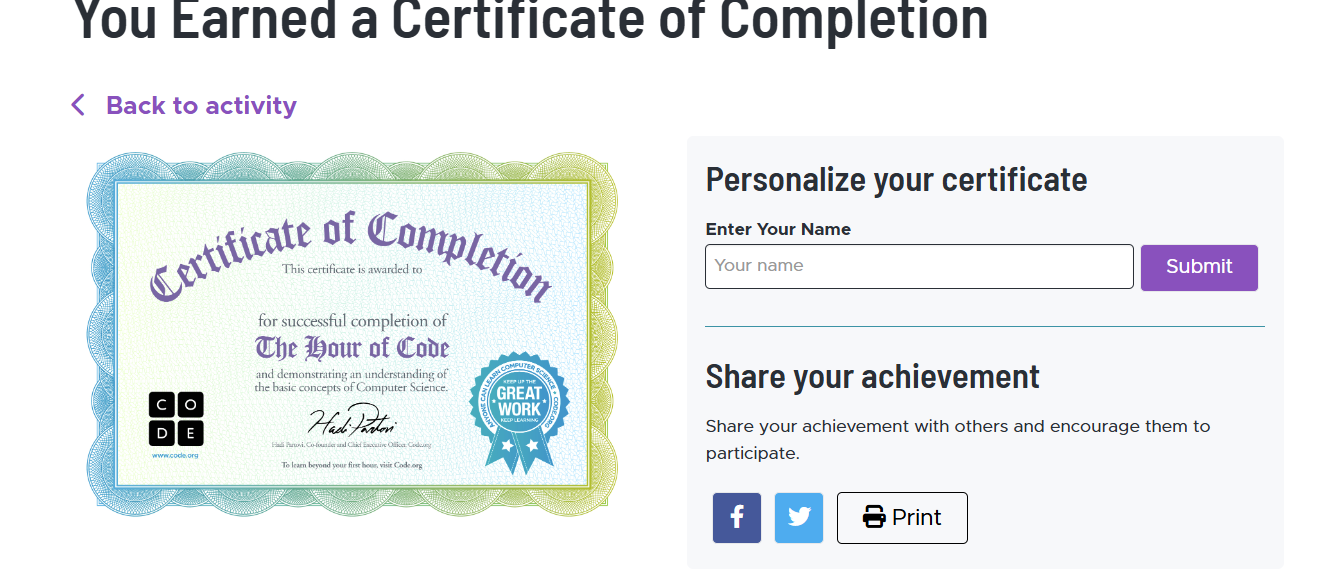 You Earned a Certificate of Completion
Back to activity
Certificate of Completion
This certificate is awarded to
for successful completion of
The Hour of Code
and demonstrating an understanding of
the basic concepts of Computer Science.
Hadi Partovi
Hadi Partovi, Co-founder and Chief Executive Officer, Code.org
To learn beyond your first hour, visit Code.org
C O
D E
www.code.org
ANYONE CAN LEARN COMPUTER SCIENCE • CODE.ORG
KEEP UP THE
GREAT
WORK
KEEP LEARNING
Personalize your certificate
Enter Your Name
Your name
Submit
Share your achievement
Share your achievement with others and encourage them to
participate.
Print